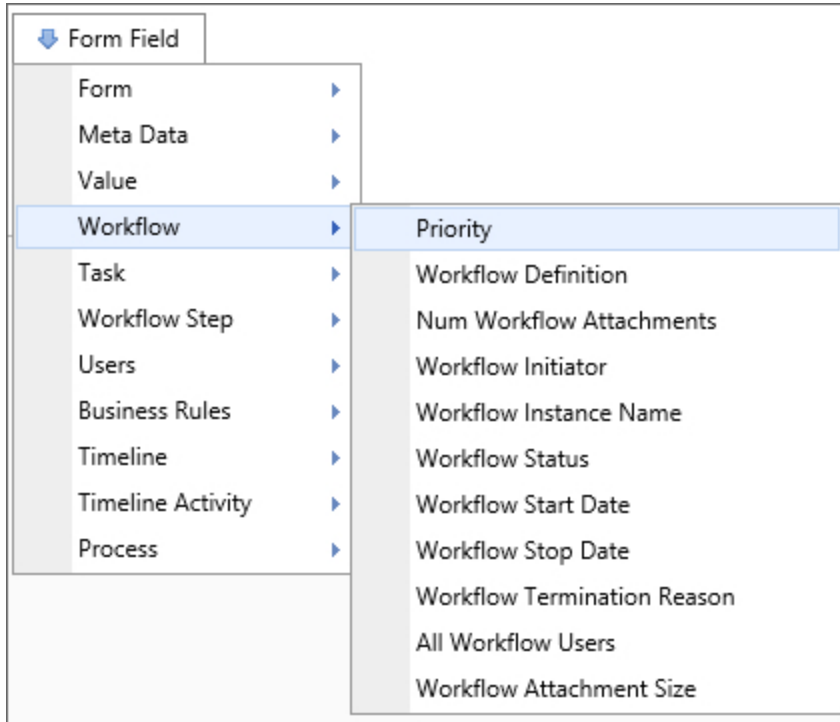 Form Field
Form
Meta Data
Value
Workflow
Task
Workflow Step
Users
Business Rules
Timeline
Timeline Activity
Process
Priority
Workflow Definition
Num Workflow Attachments
Workflow Initiator
Workflow Instance Name
Workflow Status
Workflow Start Date
Workflow Stop Date
Workflow Termination Reason
All Workflow Users
Workflow Attachment Size